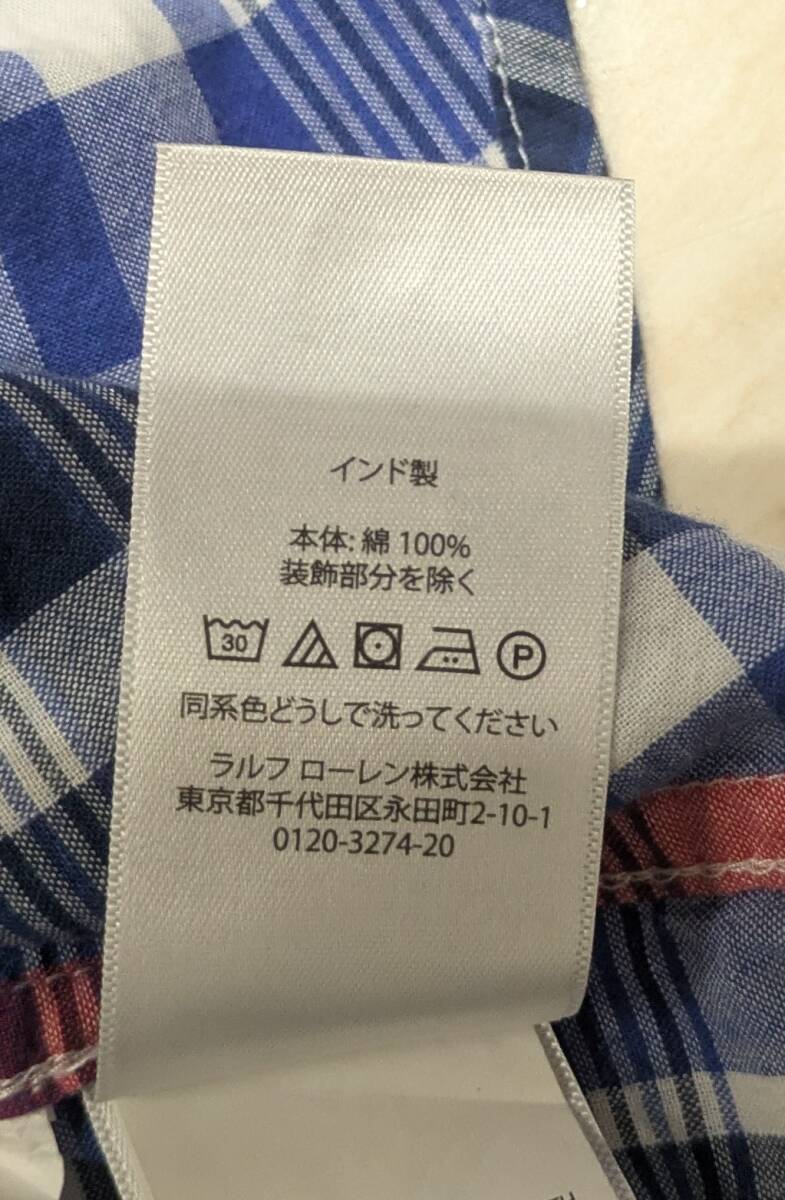 インド製
本体: 綿 100%
装飾部分を除く
30 P
同系色どうしで洗ってください
ラルフ ローレン株式会社
東京都千代田区永田町2-10-1
0120-3274-20